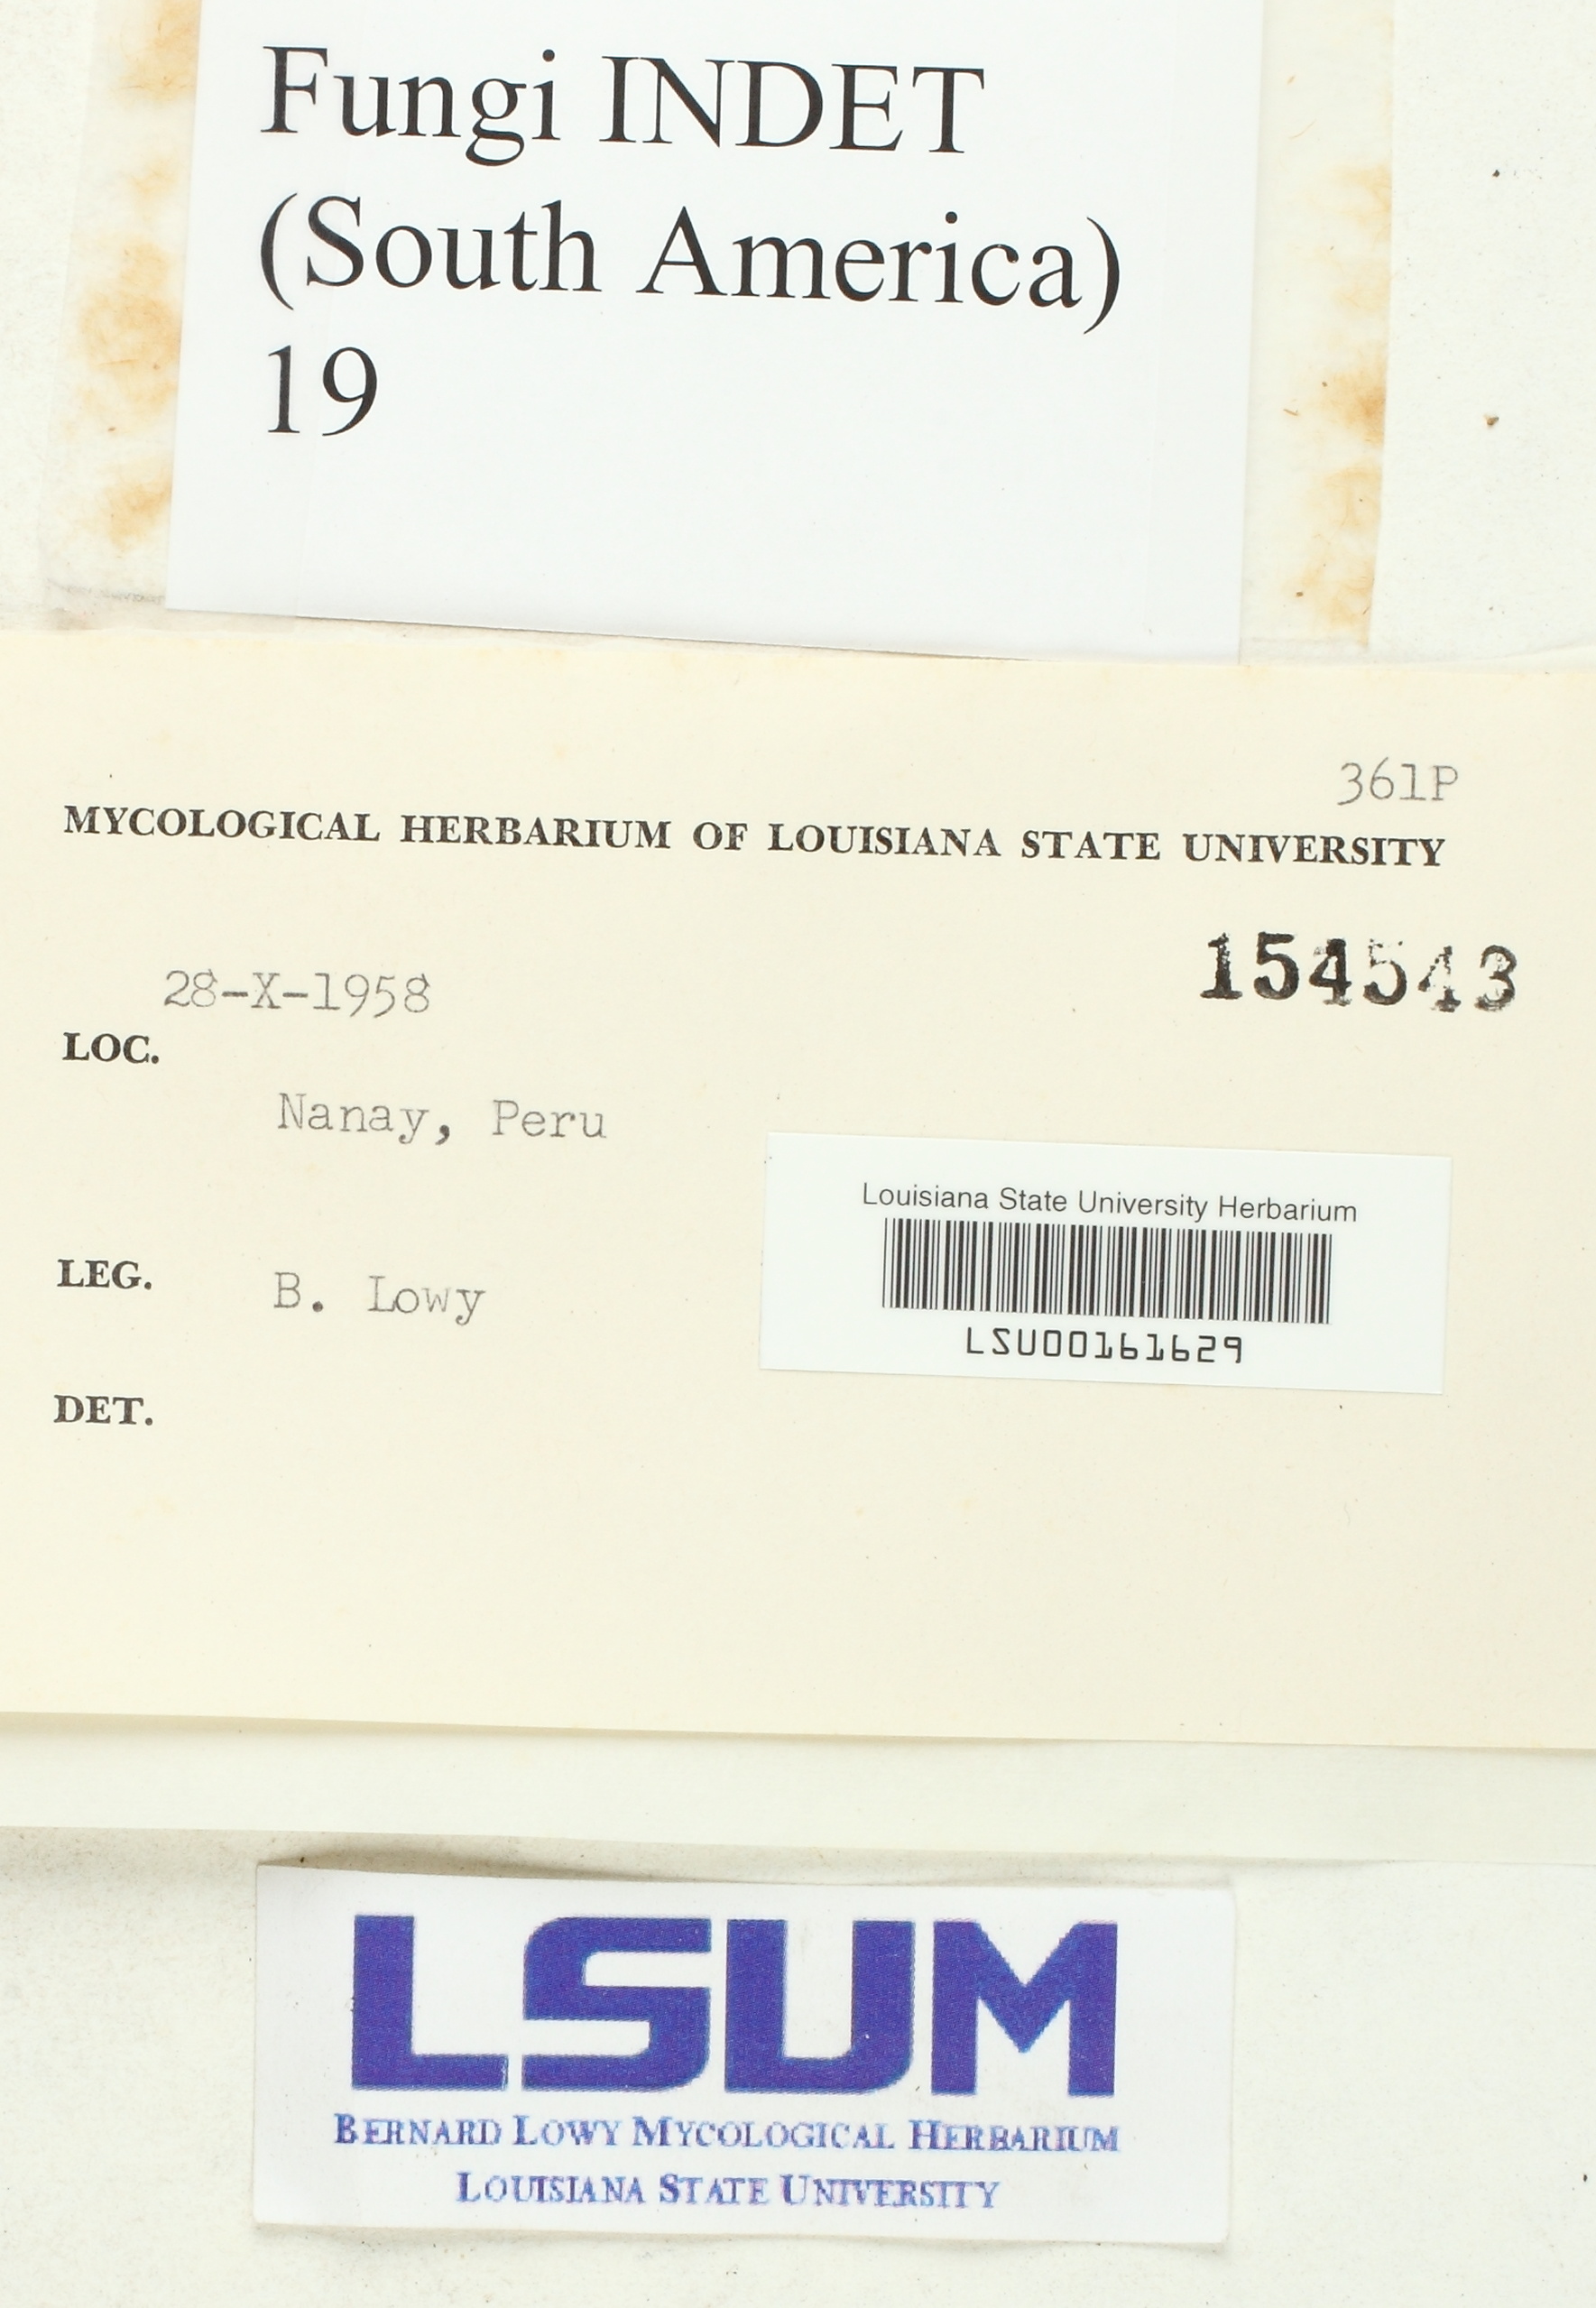 Fungi INDET
(South America)
19
361P
MYCOLOGICAL HERBARIUM OF LOUISIANA STATE UNIVERSITY
154543
28-X-1958
LOC.
Nanay, Peru
Louisiana State University Herbarium
LEG. B. Lowy
LSU00161629
DET.
LSUM
BERNARD LOWY MYCOLOGICAL HERBARIUM
LOUISIANA STATE UNIVERSITY